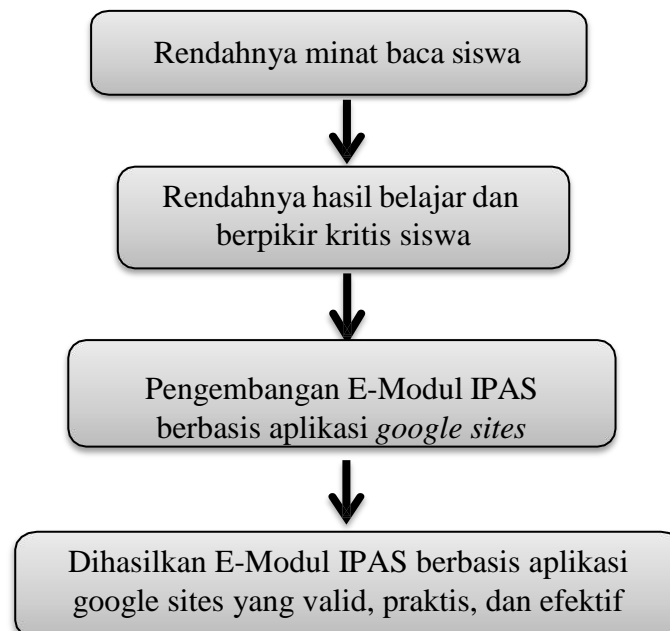 Rendahnya minat baca siswa
Rendahnya hasil belajar dan
berpikir kritis siswa
Pengembangan E-Modul IPAS
berbasis aplikasi google sites
Dihasilkan E-Modul IPAS berbasis aplikasi
google sites yang valid, praktis, dan efektif